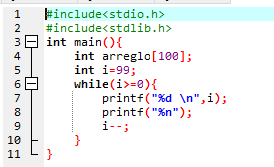 1 #include<stdio.h>
2 #include<stdlib.h>
3 int main(){
4 int arreglo[100];
5 int i=99;
6 while(i>=0){
7 printf("%d \n",i);
8 printf("%n");
9 i--;
10 }
11 }